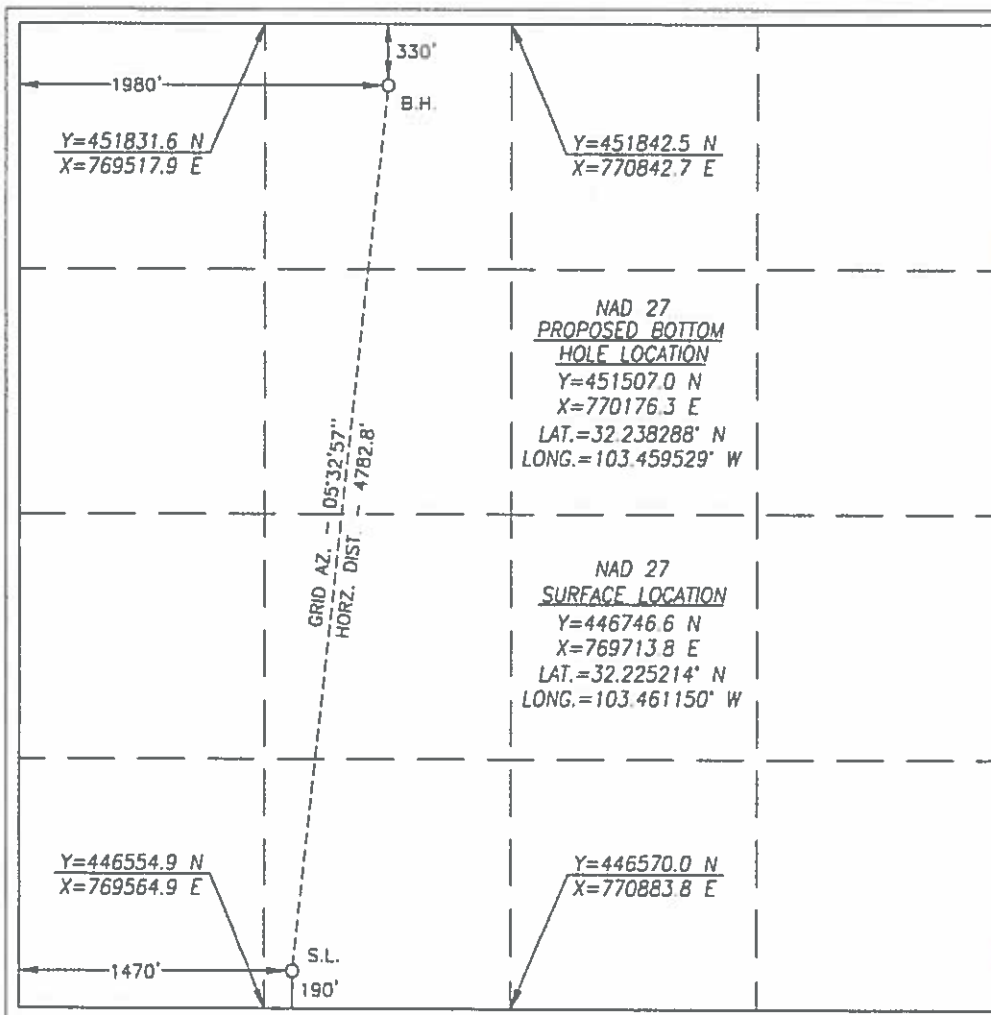 330'
1980'
B.H.
Y=451831.6 N
X=769517.9 E
Y=451842.5 N
X=770842.7 E
NAD 27
PROPOSED BOTTOM
HOLE LOCATION
Y=451507.0 N
X=770176.3 E
LAT.=32.238288° N
LONG.=103.459529° W
GRID AZ. - 05°32'57"
HORZ. DIST. - 4782.8'
NAD 27
SURFACE LOCATION
Y=446746.6 N
X=769713.8 E
LAT.=32.225214° N
LONG.=103.461150° W
Y=446554.9 N
X=769564.9 E
Y=446570.0 N
X=770883.8 E
S.L.
1470'
190'